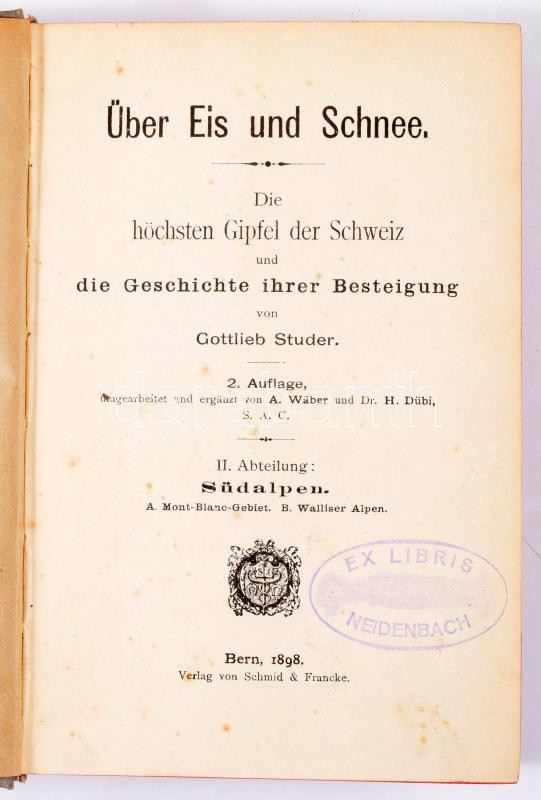 Über Eis und Schnee.
Die
höchsten Gipfel der Schweiz
und
die Geschichte ihrer Besteigung
von
Gottlieb Studer.
2. Auflage,
umgearbeitet und ergänzt von A. Wäber und Dr. H. Dübi,
S. A. C.
II. Abteilung:
Südalpen.
A. Mont-Blanc-Gebiet. B. Walliser Alpen.
EX LIBRIS
NEIDENBACH
Bern, 1898.
Verlag von Schmid & Francke.